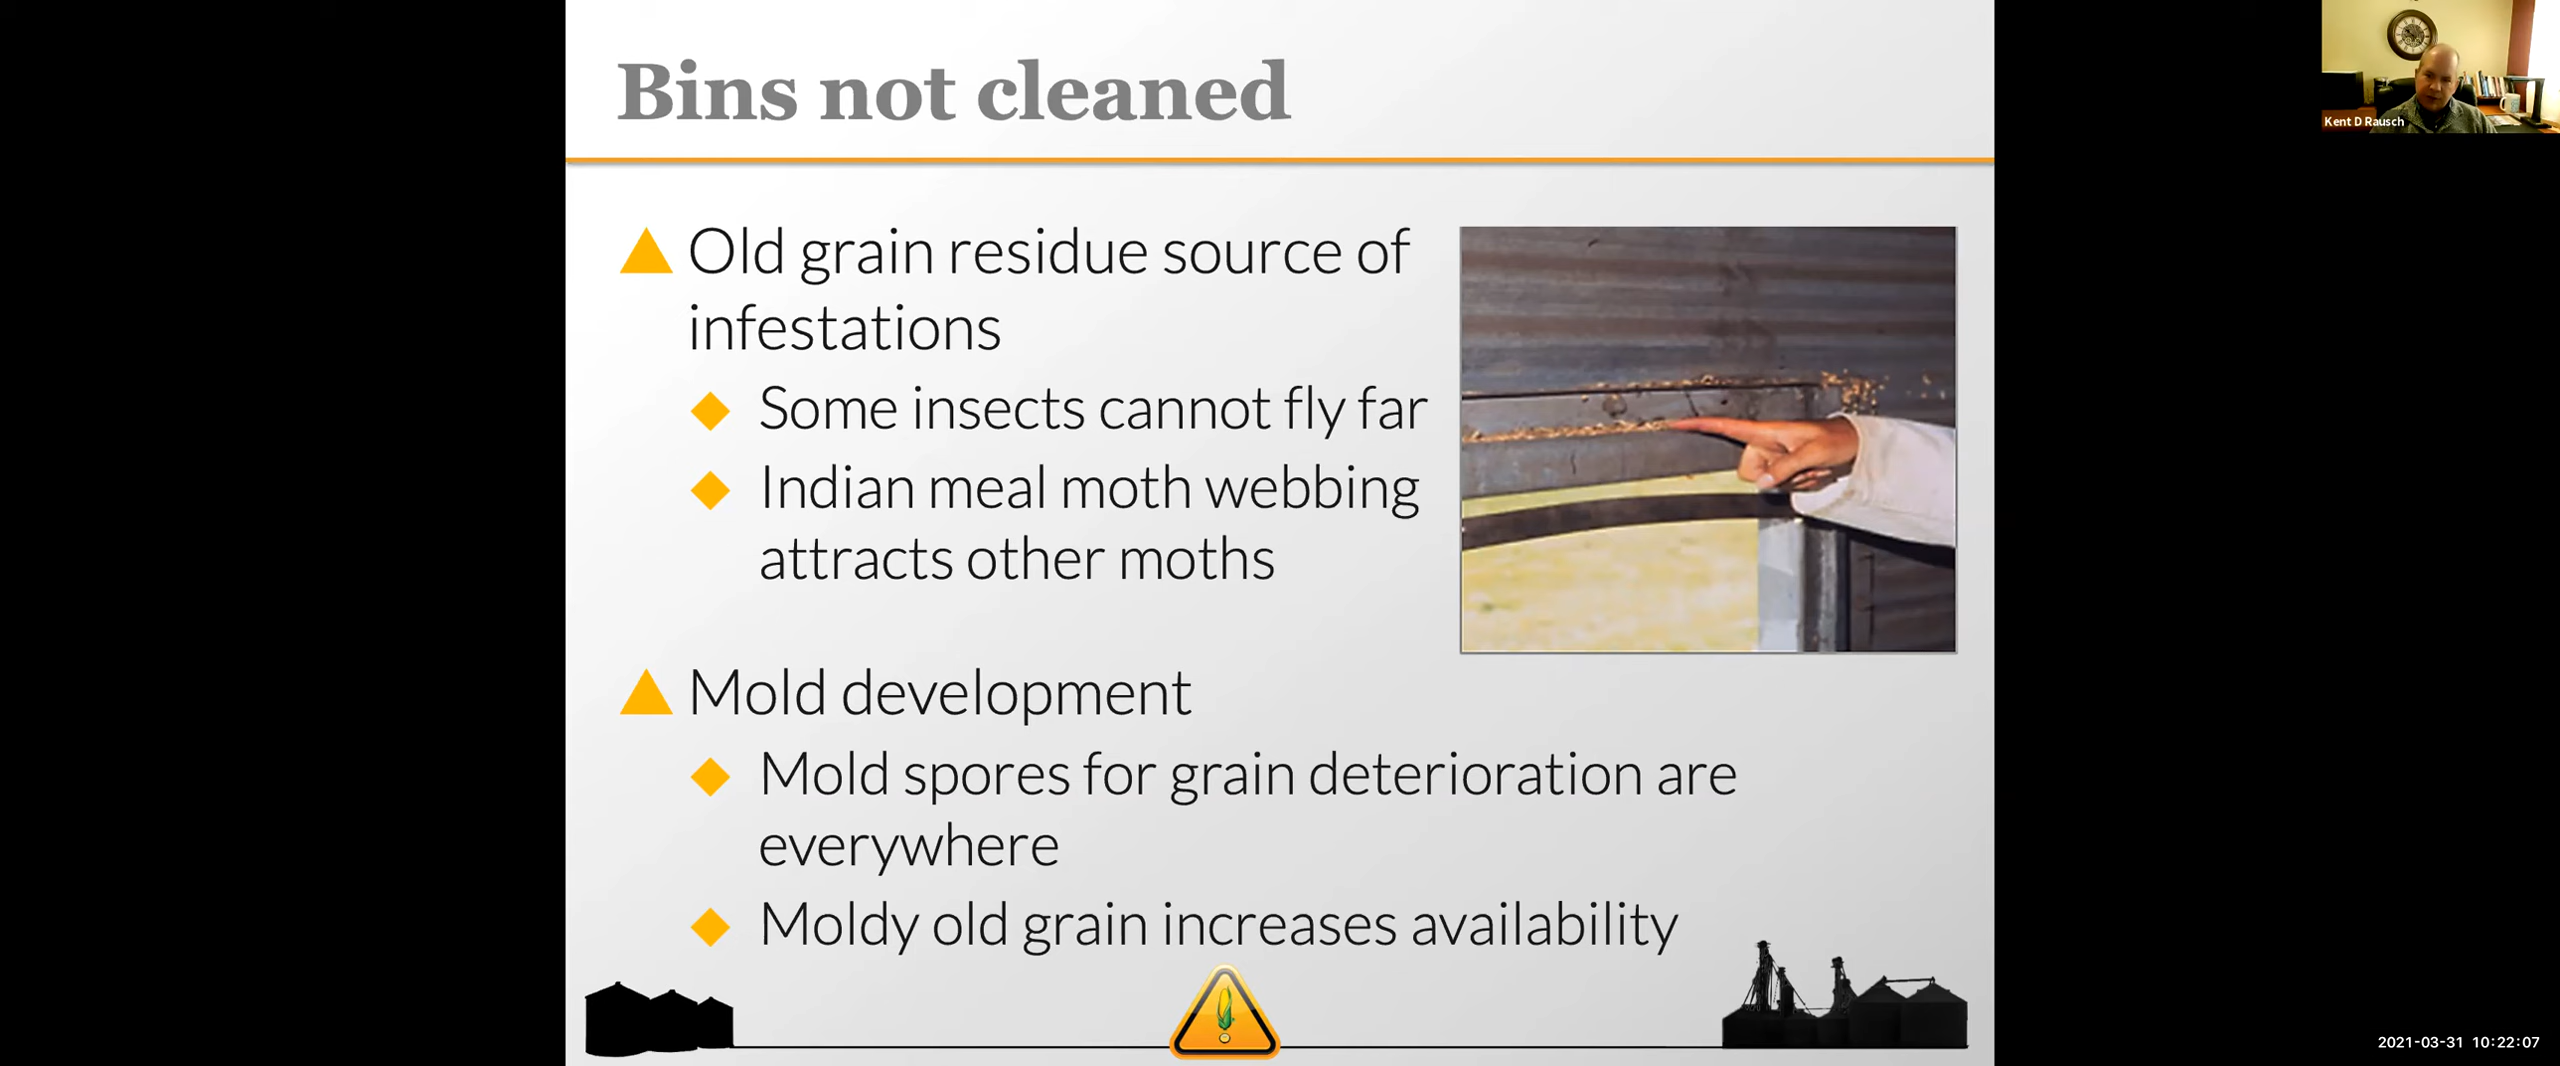 Bins not cleaned
Old grain residue source of
infestations
Some insects cannot fly far
Indian meal moth webbing
attracts other moths
Mold development
Mold spores for grain deterioration are
everywhere
Moldy old grain increases availability
Kent D Rausch
2021-03-31 10:22:07